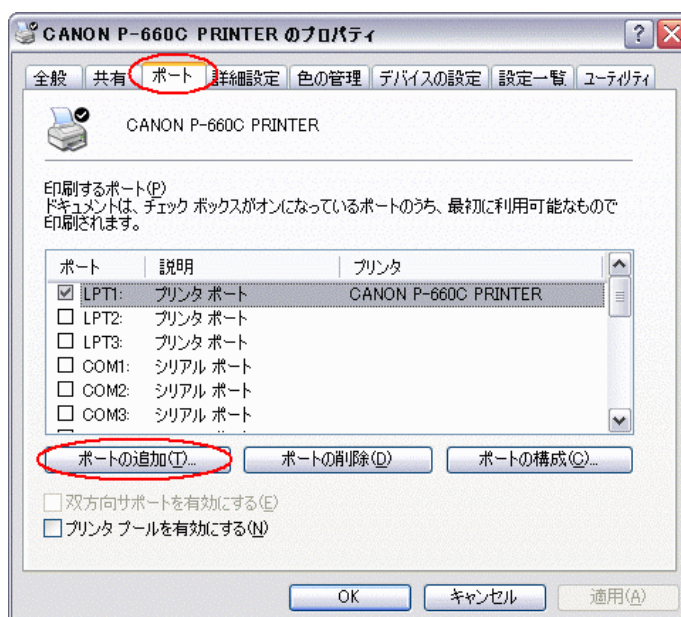 CANON P-660C PRINTER のプロパティ
全般 共有 ポート 詳細設定 色の管理 デバイスの設定 設定一覧 ユーティリティ
CANON P-660C PRINTER
印刷するポート(P)
ドキュメントは、チェック ボックスがオンになっているポートのうち、最初に利用可能なもので
印刷されます。
ポート 説明 プリンタ
LPT1: プリンタ ポート CANON P-660C PRINTER
LPT2: プリンタ ポート
LPT3: プリンタ ポート
COM1: シリアル ポート
COM2: シリアル ポート
COM3: シリアル ポート
ポートの追加(T)... ポートの削除(D) ポートの構成(C)...
双方向サポートを有効にする(E)
プリンタ プールを有効にする(N)
OK キャンセル 適用(A)